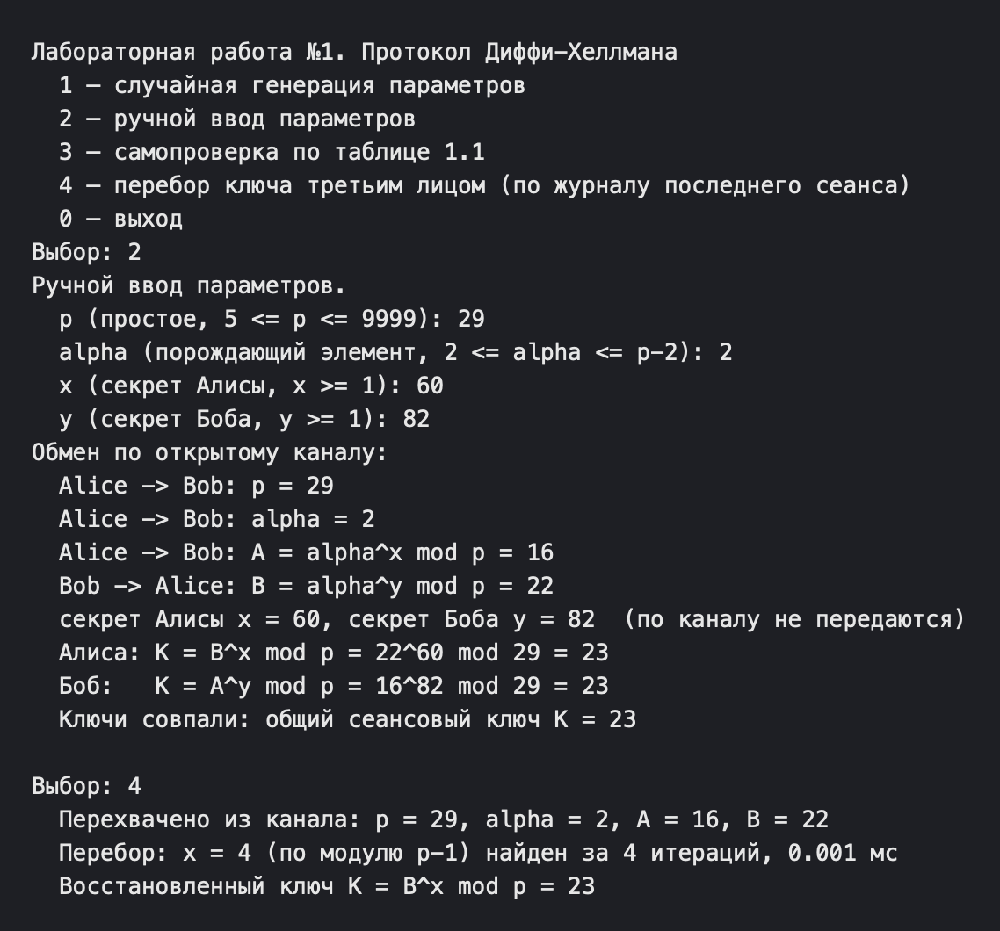 Лабораторная работа №1. Протокол Диффи-Хеллмана
  1 — случайная генерация параметров
  2 — ручной ввод параметров
  3 — самопроверка по таблице 1.1
  4 — перебор ключа третьим лицом (по журналу последнего сеанса)
  0 — выход
Выбор: 2
Ручной ввод параметров.
  p (простое, 5 <= p <= 9999): 29
  alpha (порождающий элемент, 2 <= alpha <= p-2): 2
  x (секрет Алисы, x >= 1): 60
  y (секрет Боба, y >= 1): 82
Обмен по открытому каналу:
  Alice -> Bob: p = 29
  Alice -> Bob: alpha = 2
  Alice -> Bob: A = alpha^x mod p = 16
  Bob -> Alice: B = alpha^y mod p = 22
  секрет Алисы x = 60, секрет Боба y = 82  (по каналу не передаются)
  Алиса: K = B^x mod p = 22^60 mod 29 = 23
  Боб:   K = A^y mod p = 16^82 mod 29 = 23
  Ключи совпали: общий сеансовый ключ K = 23

Выбор: 4
  Перехвачено из канала: p = 29, alpha = 2, A = 16, B = 22
  Перебор: x = 4 (по модулю p-1) найден за 4 итераций, 0.001 мс
  Восстановленный ключ K = B^x mod p = 23